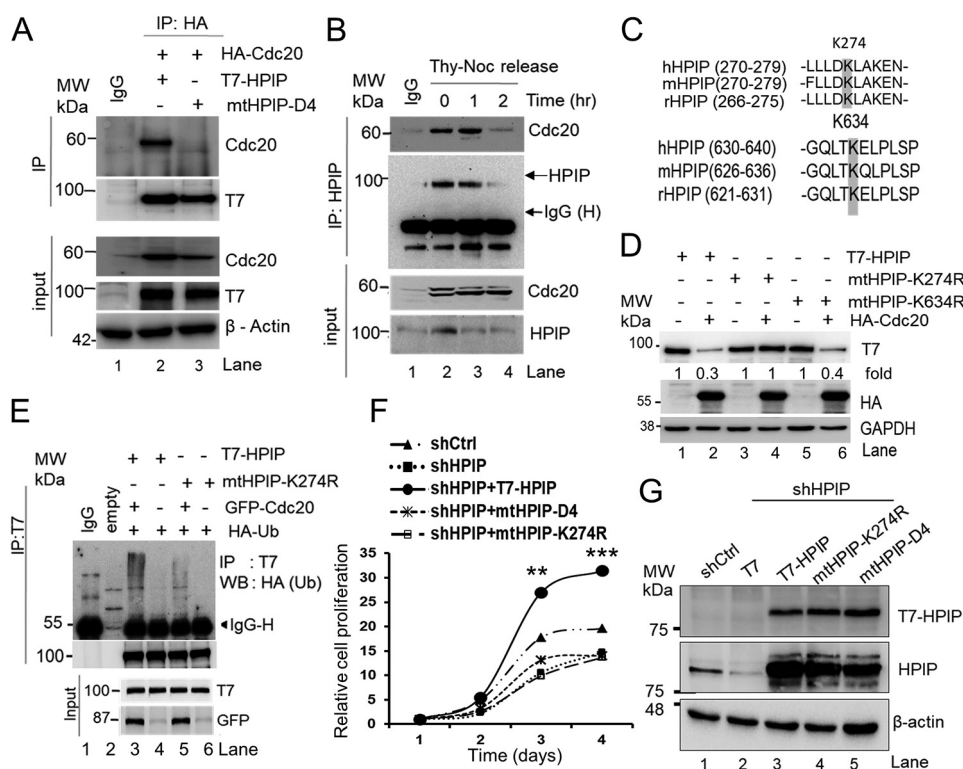 A
IP: HA
+ + HA-Cdc20
+ - T7-HPIP
- + mtHPIP-D4
MW
kDa
IgG
IP
60
Cdc20
100
T7
input
60
Cdc20
100
T7
42
β - Actin
1 2 3 Lane
B
Thy-Noc release
MW
kDa
IgG
0 1 2 Time (hr)
IP: HPIP
60
Cdc20
100
HPIP
IgG (H)
input
Cdc20
100
HPIP
1 2 3 4 Lane
C
K274
hHPIP (270-279) -LLLDKLAKEN-
mHPIP (270-279) -FLLDKLAKEN-
rHPIP (266-275) -LLLDKLAKEN-
K634
hHPIP (630-640) -GQLTKELPLSP
mHPIP (626-636) -GQLTKQLPLSP
rHPIP (621-631) -GQLTKELPLSP
D
+ + T7-HPIP
+ + mtHPIP-K274R
+ + mtHPIP-K634R
- + - + - + HA-Cdc20
MW
kDa
100
T7
1 0.3 1 1 1 0.4 fold
55
HA
38
GAPDH
1 2 3 4 5 6 Lane
E
MW
kDa
+ + - - T7-HPIP
- - + + mtHPIP-K274R
+ - + - GFP-Cdc20
+ + + + HA-Ub
IgG
empty
IP:T7
IP : T7
WB: HA (Ub)
55
IgG-H
100
Input
100
T7
87
GFP
1 2 3 4 5 6 Lane
F
shCtrl
shHPIP
shHPIP+T7-HPIP
shHPIP+mtHPIP-D4
shHPIP+mtHPIP-K274R
Relative cell proliferation
35
30
25
20
15
10
5
0
** ***
1 2 3 4
Time (days)
G
shHPIP
MW
kDa
shCtrl
T7
T7-HPIP
mtHPIP-K274R
mtHPIP-D4
75
T7-HPIP
HPIP
75
48
β-actin
1 2 3 4 5 Lane